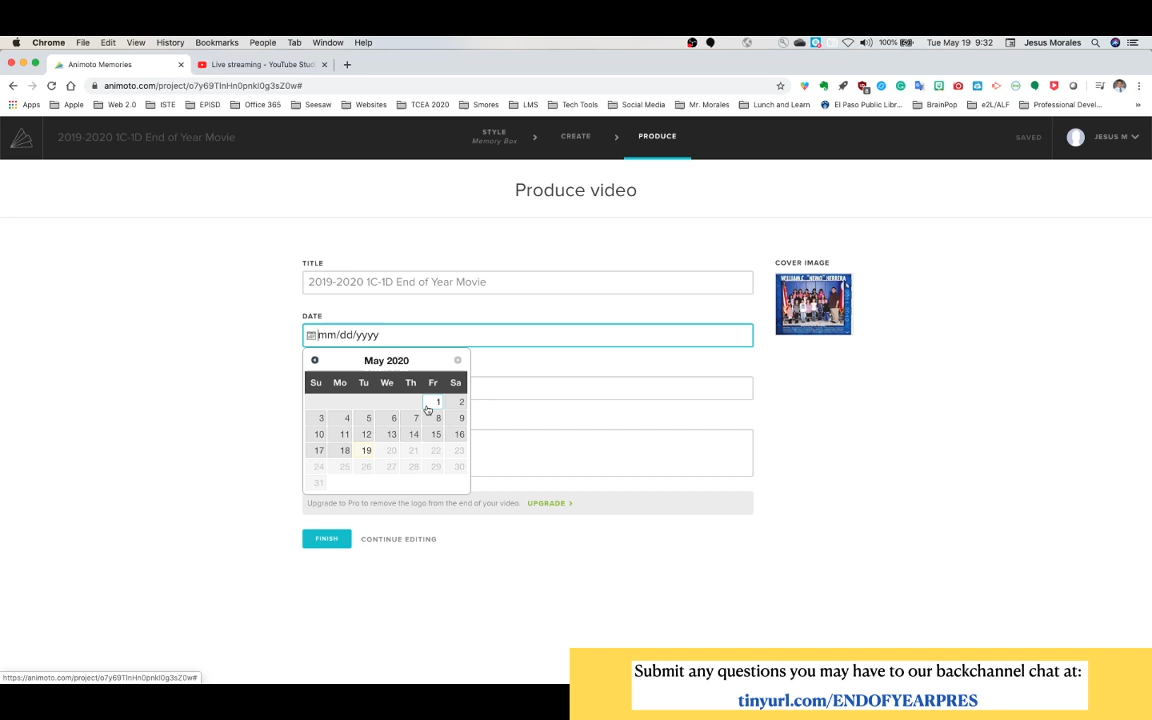 Chrome File Edit View History Bookmarks People Tab Window Help 100% Tue May 19 9:32 Jesus Morales
Animoto Memories Live streaming - YouTube Stud
animoto.com/project/o7y69TlnHn0pnkl0g3sZ0w#
Apps Apple Web 2.0 ISTE EPISD Office 365 Seesaw Websites TCEA 2020 Smores LMS Tech Tools Social Media Mr. Morales Lunch and Learn El Paso Public Libr... BrainPop e2L/ALF Professional Devel... »
2019-2020 1C-1D End of Year Movie STYLE Memory Box CREATE PRODUCE SAVED JESUS M
Produce video
TITLE
2019-2020 1C-1D End of Year Movie
COVER IMAGE
WILLIAM C. "NEMO" HERRERA
DATE
mm/dd/yyyy
May 2020
Su Mo Tu We Th Fr Sa
1 2
3 4 5 6 7 8 9
10 11 12 13 14 15 16
17 18 19 20 21 22 23
24 25 26 27 28 29 30
31
Upgrade to Pro to remove the logo from the end of your video. UPGRADE >
FINISH CONTINUE EDITING
https://animoto.com/project/o7y69TlnHn0pnkl0g3sZ0w#
Submit any questions you may have to our backchannel chat at:
tinyurl.com/ENDOFYEARPRES